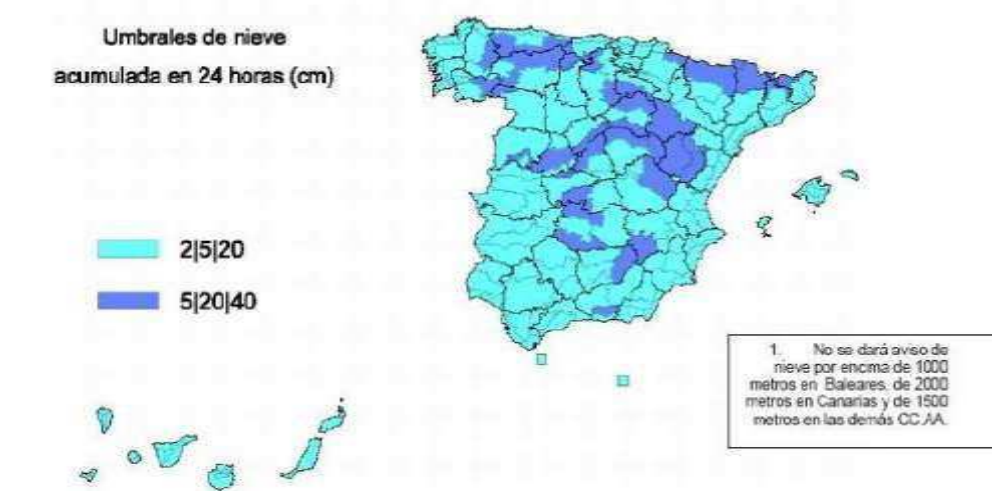 Umbrales de nieve
acumulada en 24 horas (cm)
2|5|20
5|20|40
1. No se dará aviso de
nieve por encima de 1000
metros en Baleares, de 2000
metros en Canarias y de 1500
metros en las demás CC.AA.